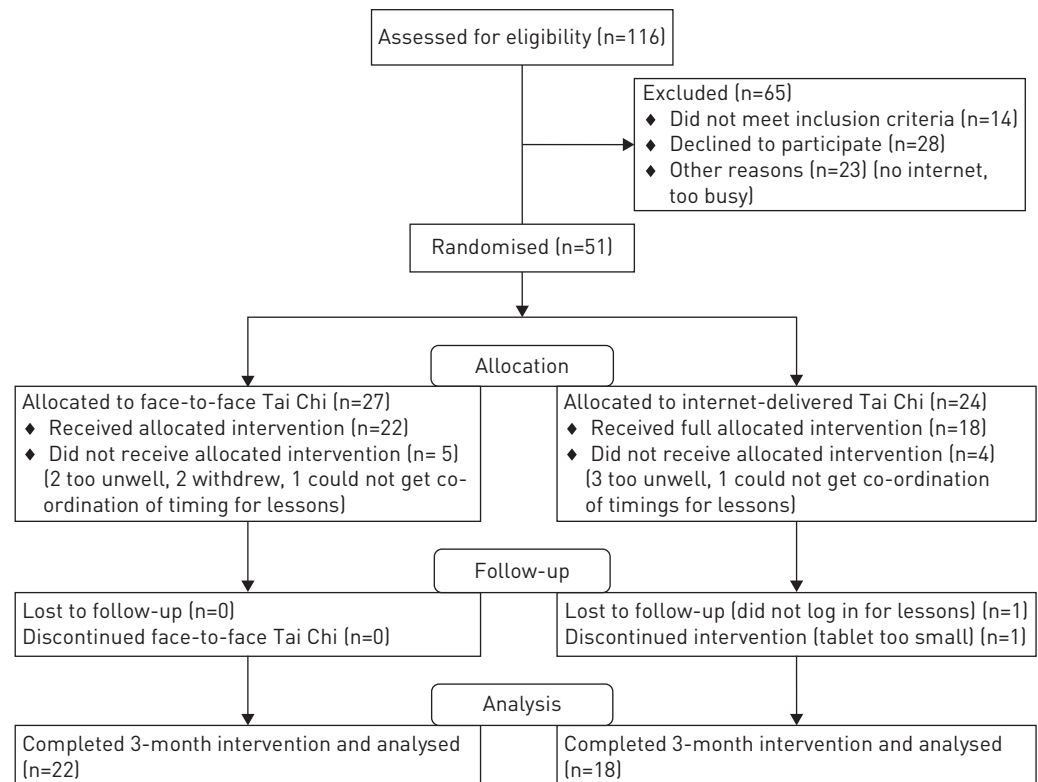 Assessed for eligibility (n=116)
Excluded (n=65)
♦ Did not meet inclusion criteria (n=14)
♦ Declined to participate (n=28)
♦ Other reasons (n=23) (no internet,
too busy)
Randomised (n=51)
Allocation
Allocated to face-to-face Tai Chi (n=27)
♦ Received allocated intervention (n=22)
♦ Did not receive allocated intervention (n= 5)
(2 too unwell, 2 withdrew, 1 could not get co-
ordination of timing for lessons)
Allocated to internet-delivered Tai Chi (n=24)
♦ Received full allocated intervention (n=18)
♦ Did not receive allocated intervention (n=4)
(3 too unwell, 1 could not get co-ordination
of timings for lessons)
Follow-up
Lost to follow-up (n=0)
Discontinued face-to-face Tai Chi (n=0)
Lost to follow-up (did not log in for lessons) (n=1)
Discontinued intervention (tablet too small) (n=1)
Analysis
Completed 3-month intervention and analysed
(n=22)
Completed 3-month intervention and analysed
(n=18)